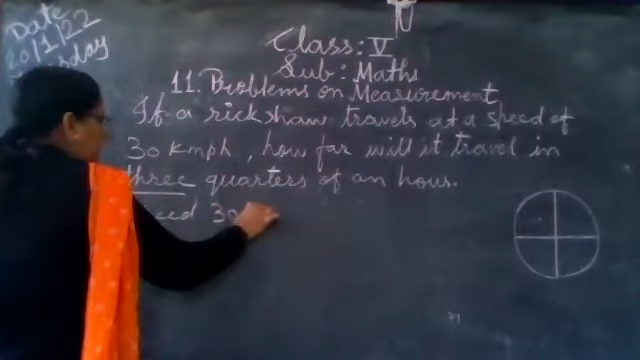 Date
20/1/22
Class: V
Sub: Maths
11. Problems on Measurement
If a rickshaw travels at a speed of
30 kmph, how far will it travel in
three quarters of an hour.
30